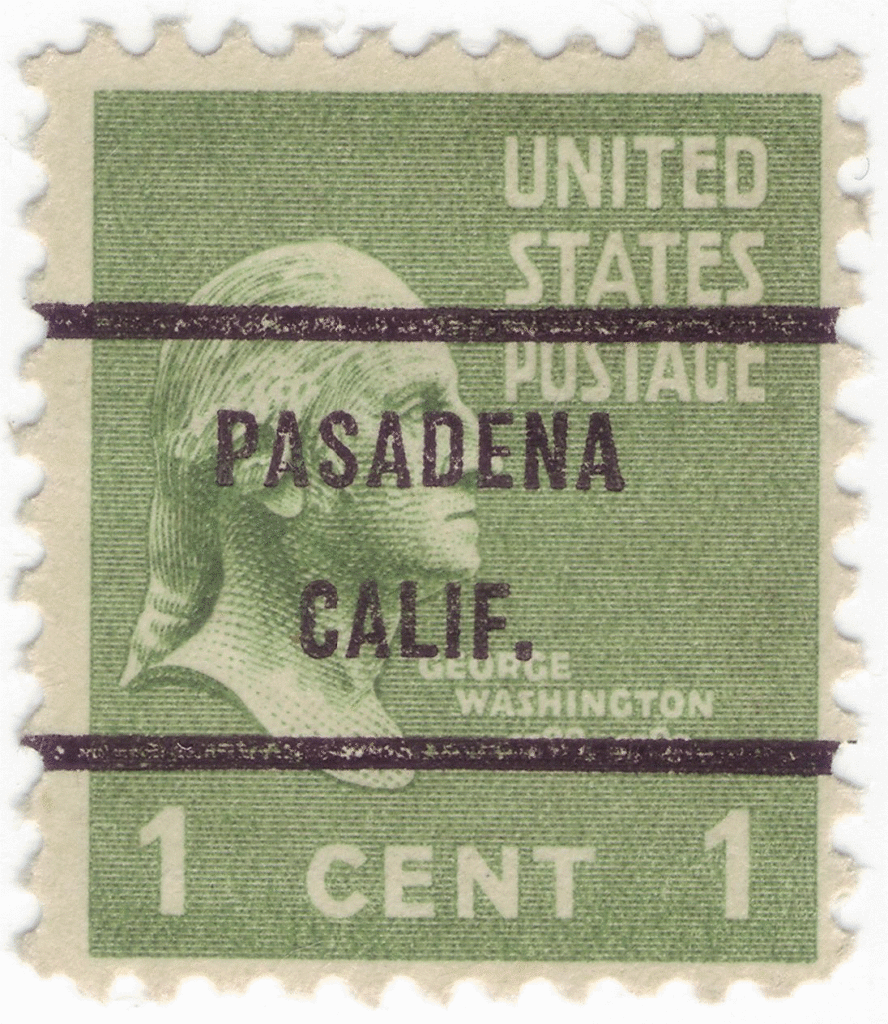 UNITED
STATES
POSTAGE
PASADENA
CALIF.
GEORGE
WASHINGTON
1 CENT 1